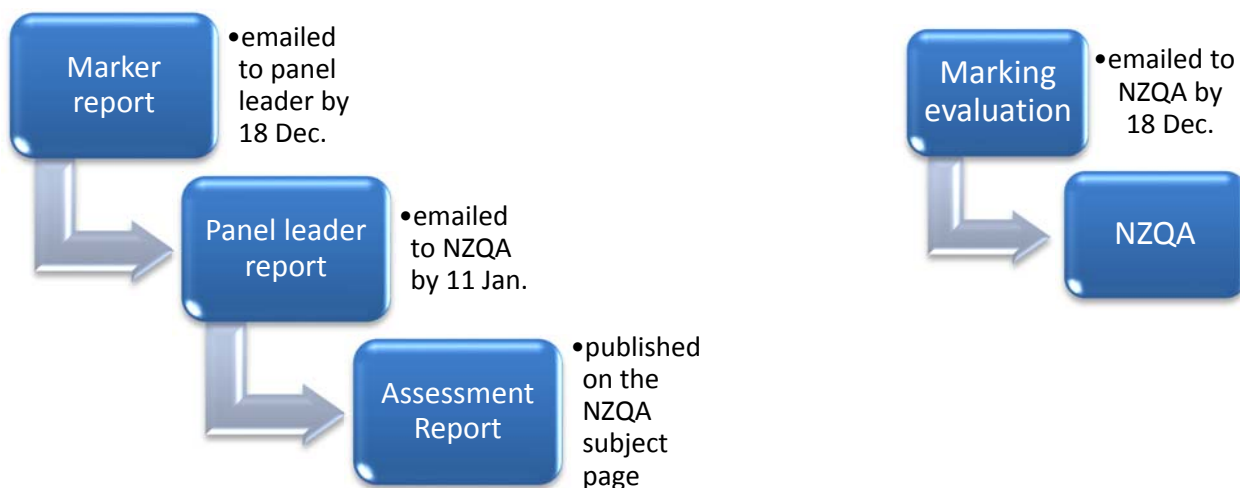 Marker
report
•emailed
to panel
leader by
18 Dec.
Panel leader
report
•emailed
to NZQA
by 11 Jan.
Assessment
Report
•published
on the
NZQA
subject
page
Marking
evaluation
•emailed to
NZQA by
18 Dec.
NZQA